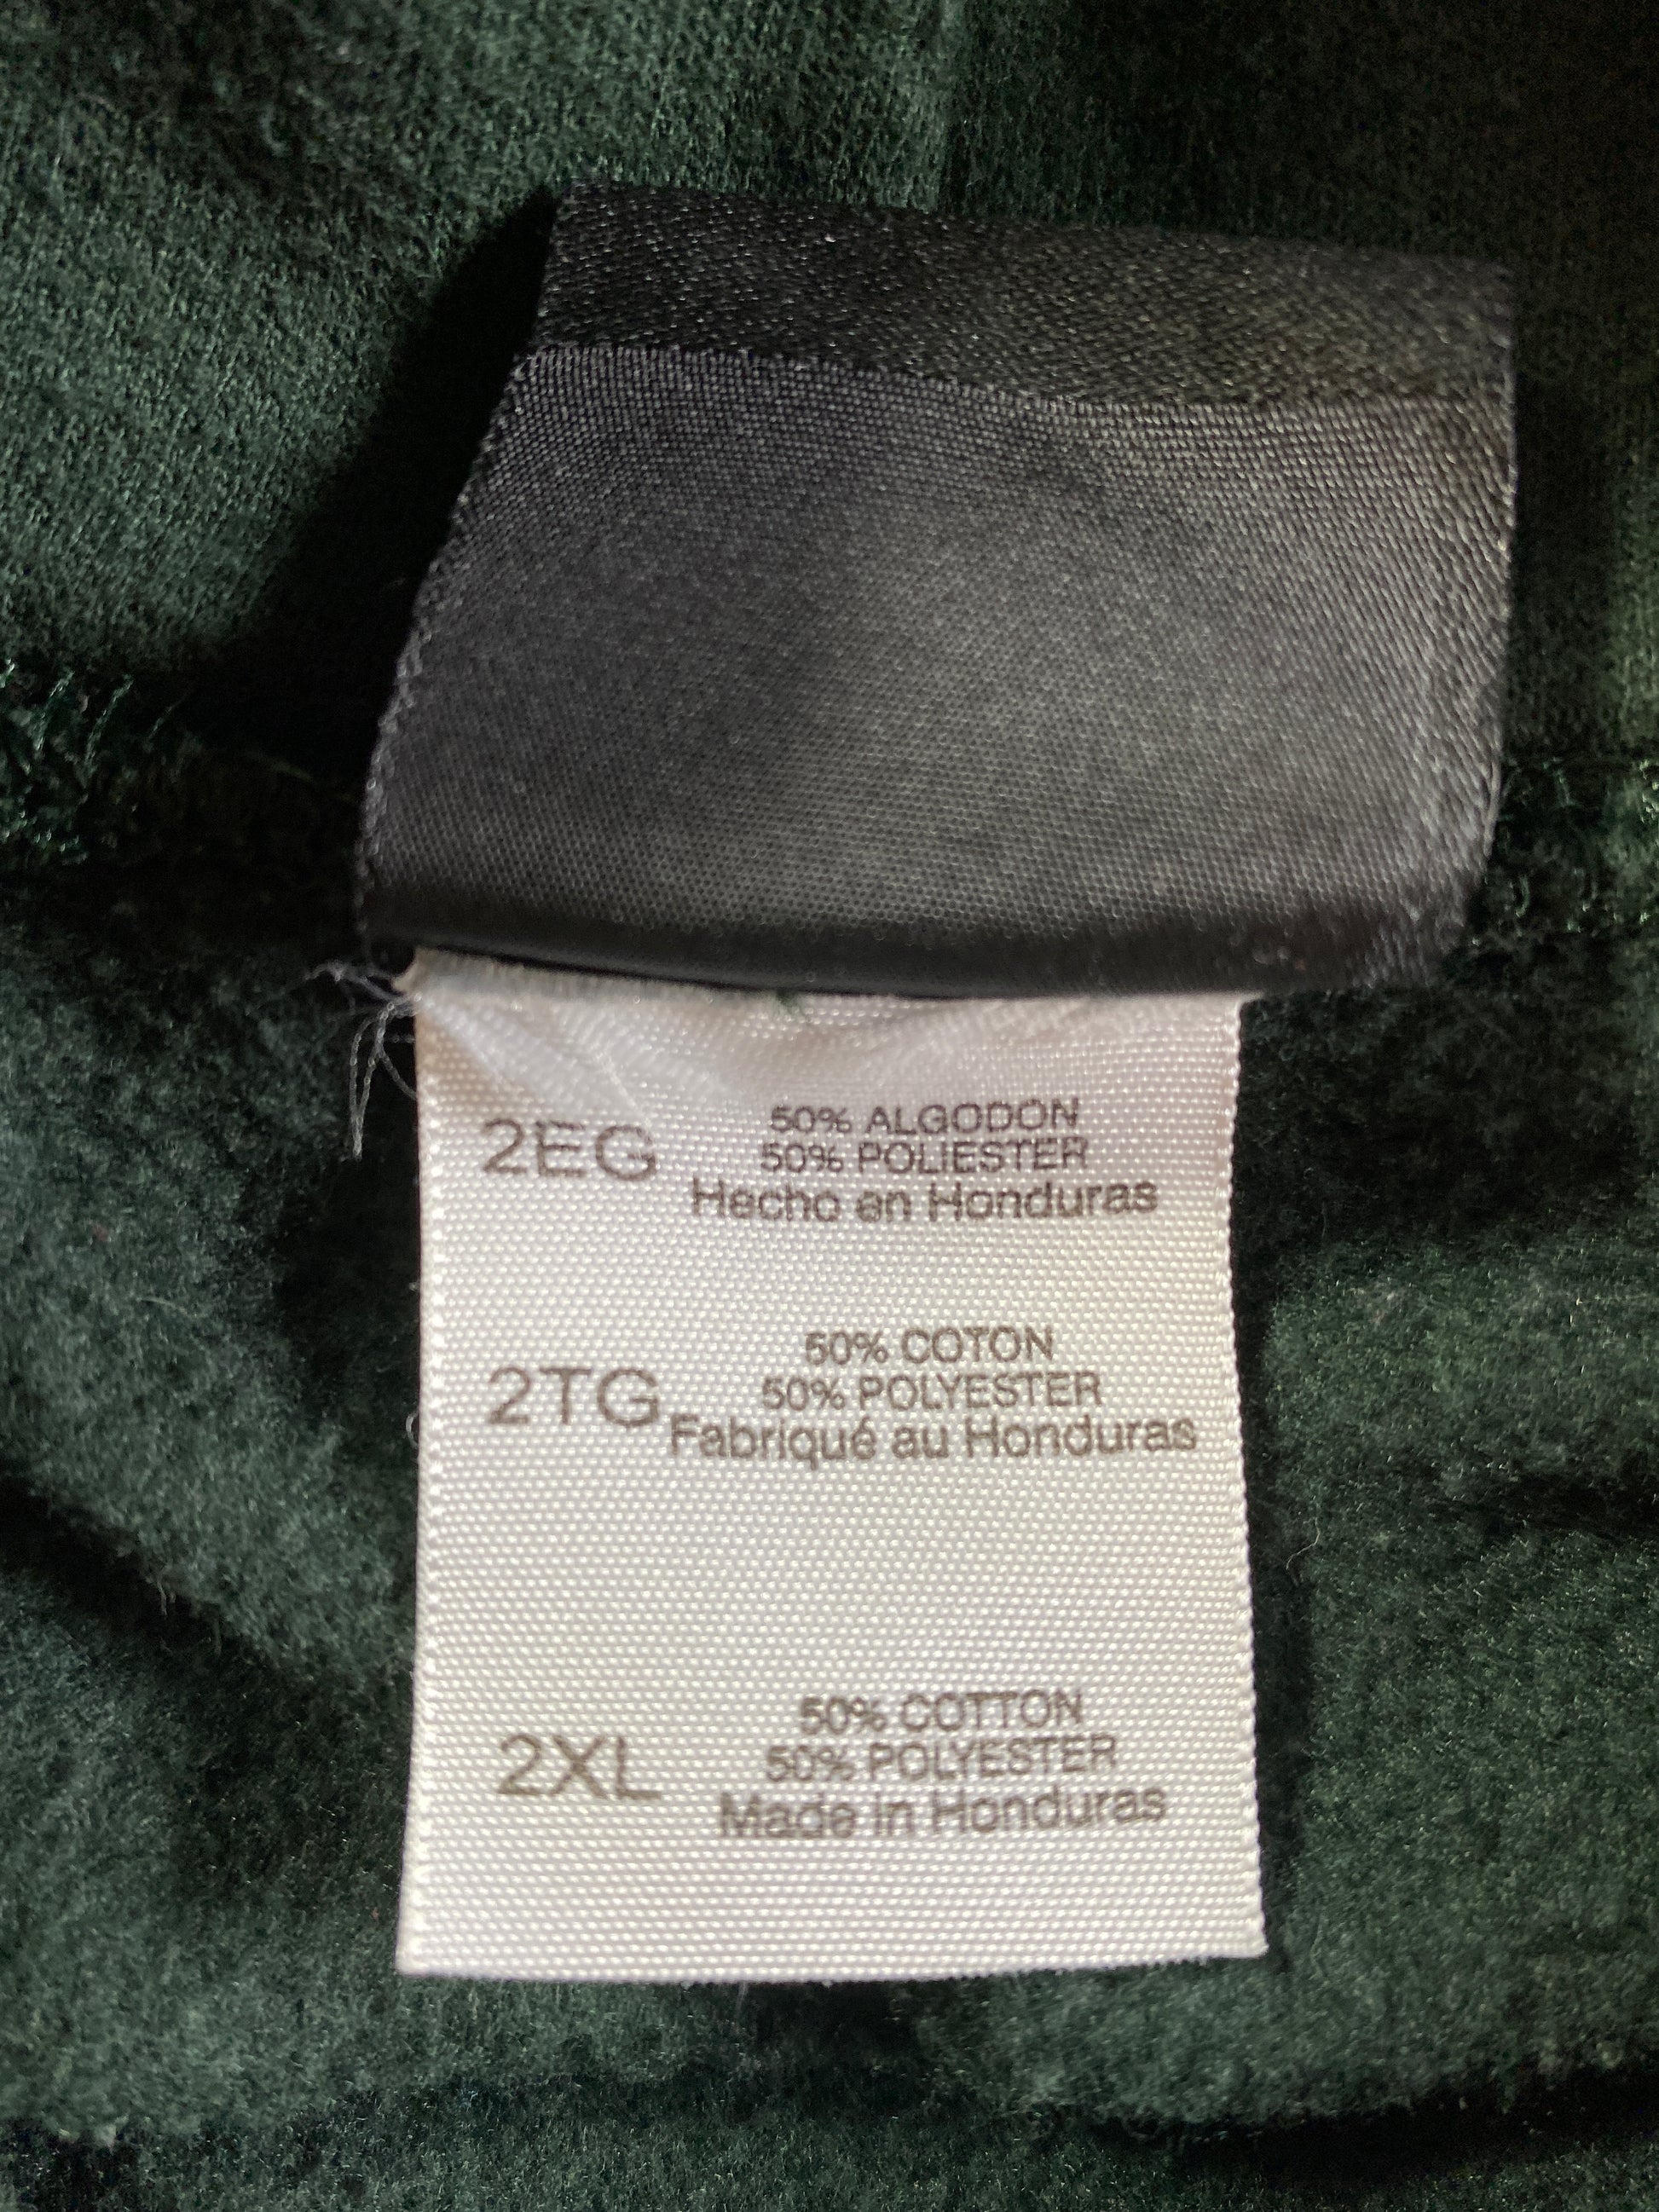 2EG
50% ALGODÓN
50% POLIESTER
Hecho en Honduras
2TG
50% COTON
50% POLYESTER
Fabriqué au Honduras
2XL
50% COTTON
50% POLYESTER
Made in Honduras